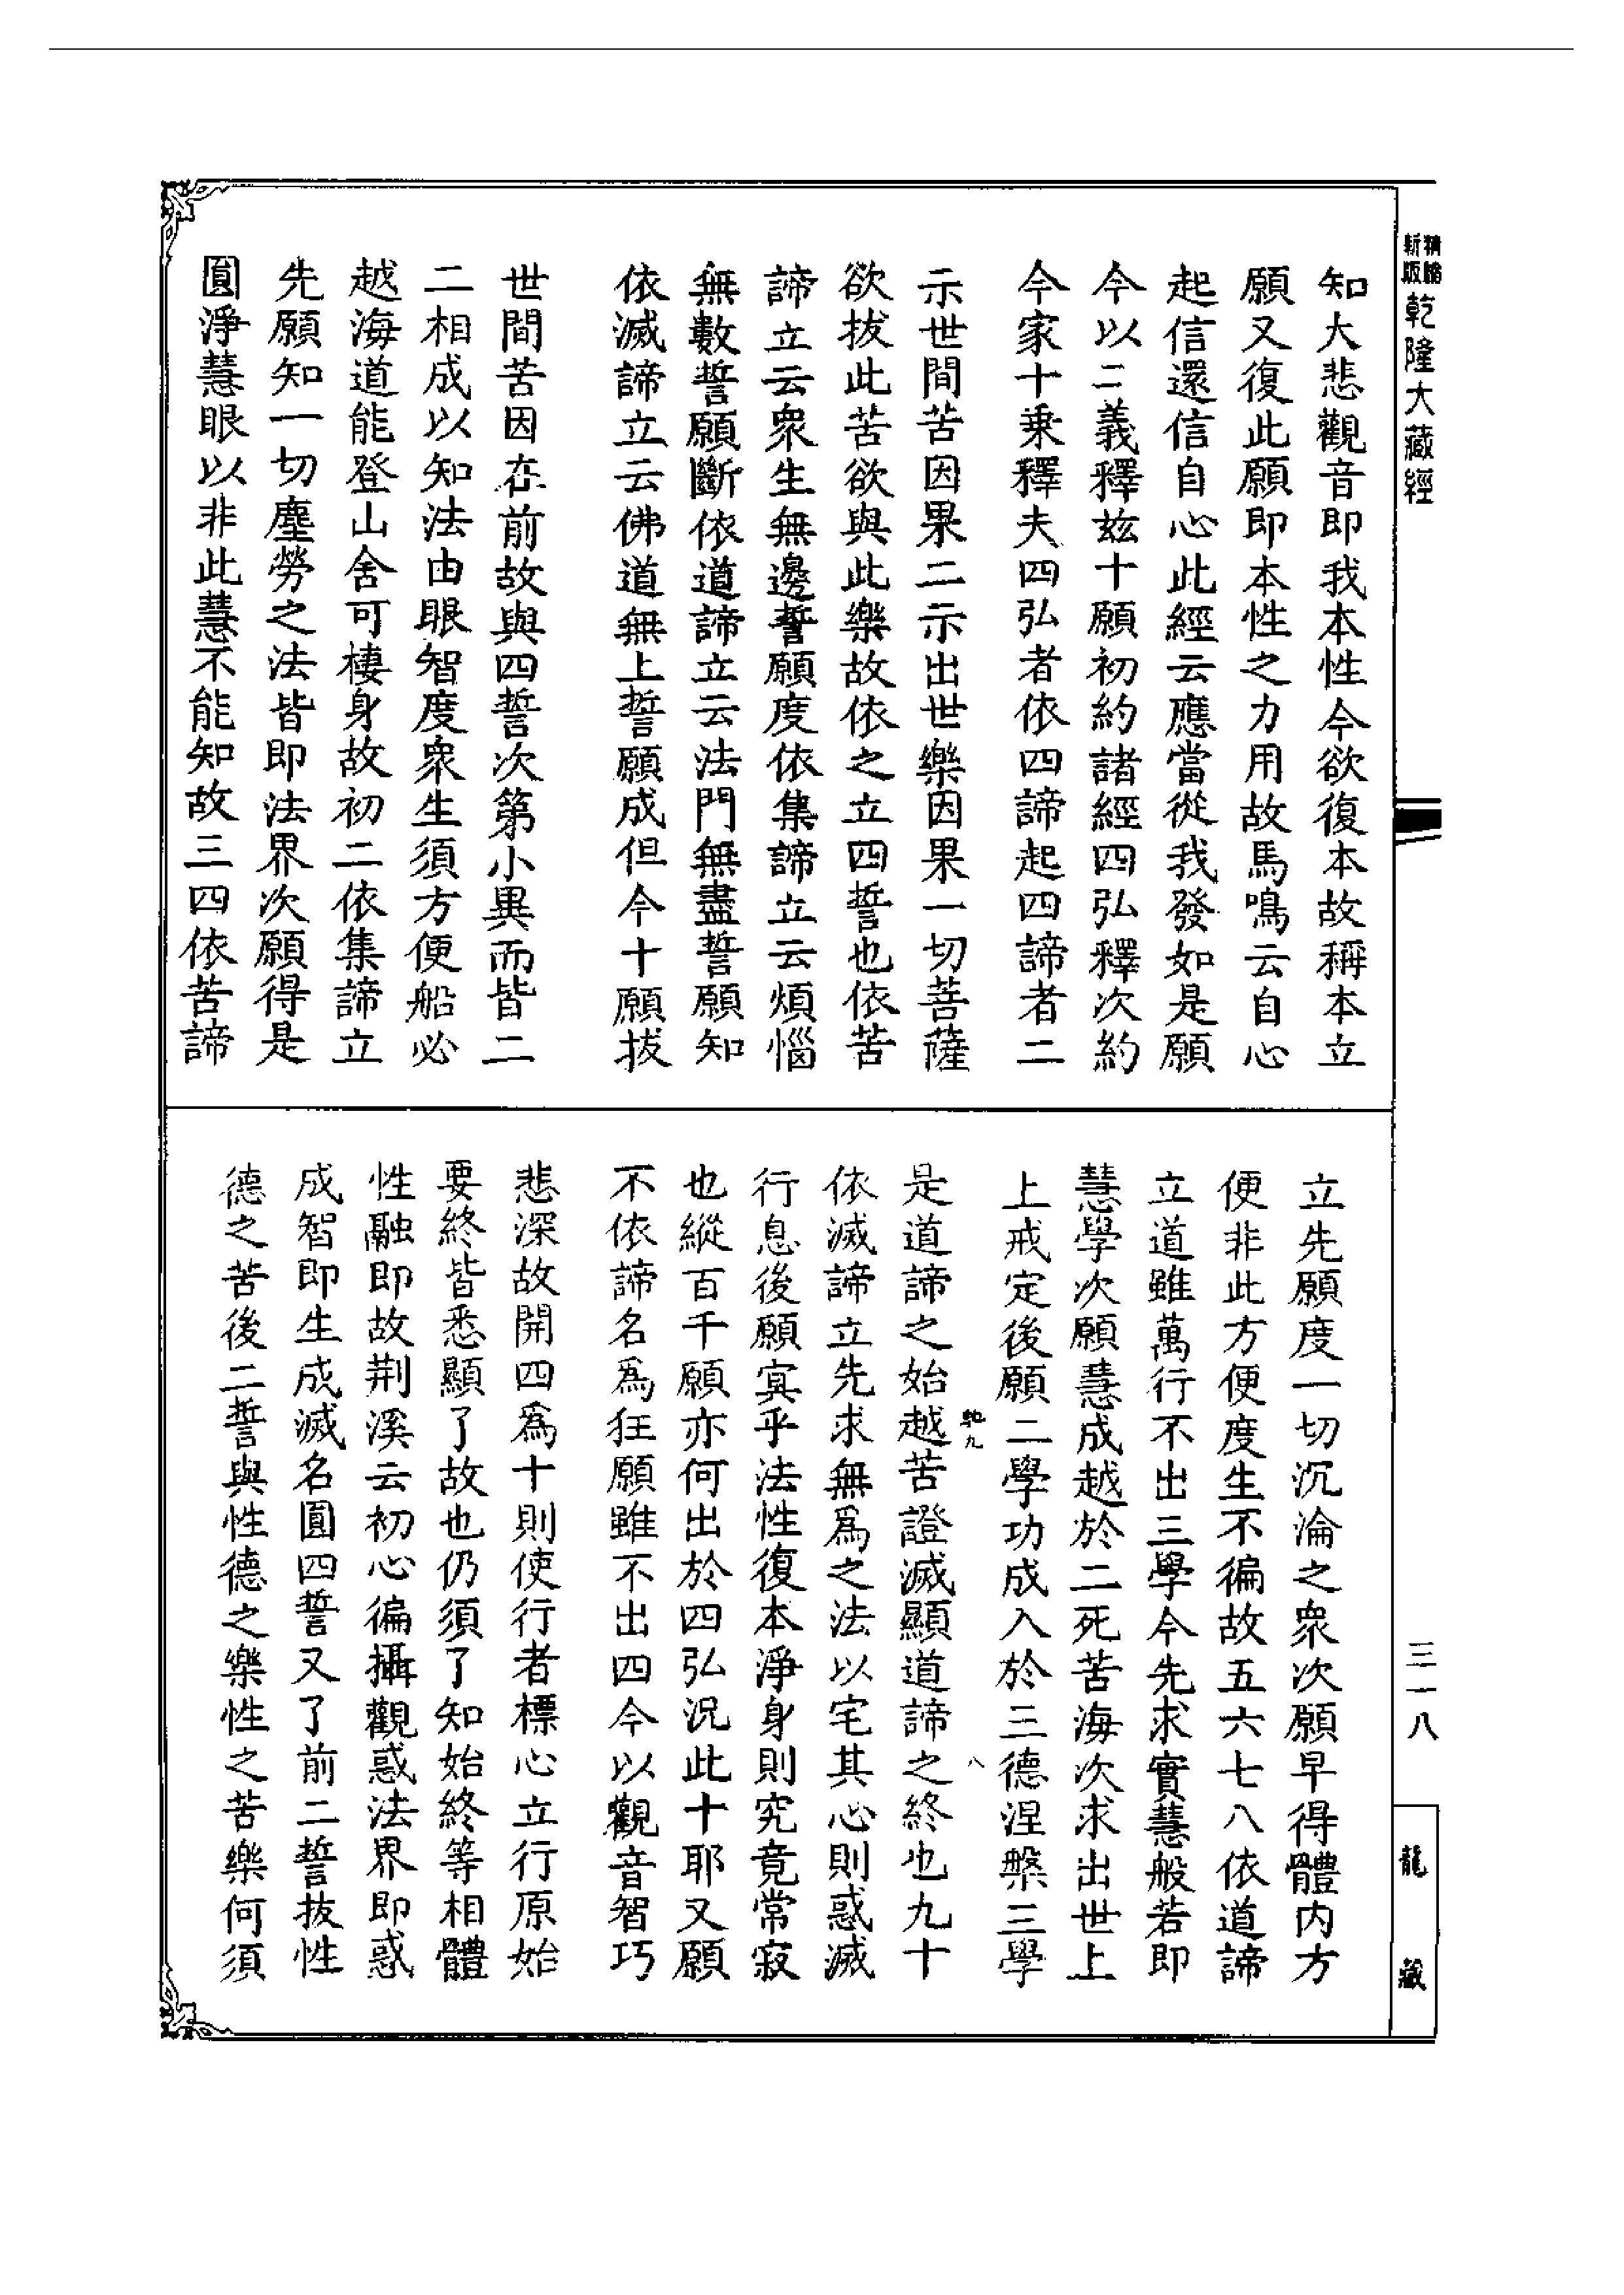 新版
精縮
乾隆大藏經
知大悲觀音即我本性今欲復本故稱本立
願又復此願即本性之力用故馬鳴云自心
起信還信自心此經云應當從我發如是願
今以二義釋玆十願初約諸經四弘釋次約
今家十乗釋夫四弘者依四諦起四諦者二
示世間苦因果二示出世樂因果一切菩薩
欲拔此苦欲與此樂故依之立四誓也依苦
諦立云衆生無邊誓願度依集諦立云煩惱
無數誓願斷依道諦立云法門無盡誓願知
依滅諦立云佛道無上誓願成但今十願拔
世間苦因在前故與四誓次第小異而皆二
二相成以知法由眼智度衆生須方便船必
越海道能登山舍可棲身故初二依集諦立
先願知一切塵勞之法皆即法界次願得是
圓淨慧眼以非此慧不能知故三四依苦諦
立先願度一切沉淪之衆次願早得體内方
便非此方便度生不徧故五六七八依道諦
立道雖萬行不出三學今先求實慧般若即
慧學次願慧成越於二死苦海次求出世上
上戒定後願二學功成入於三德涅槃三學
馳九
八
是道諦之始越苦證滅顯道諦之終也九十
依滅諦立先求無爲之法以宅其心則惑滅
行息後願㝠乎法性復本淨身則究竟常寂
也縱百千願亦何出於四弘況此十耶又願
不依諦名爲狂願雖不出四今以觀音智巧
悲深故開四爲十則使行者標心立行原始
要終皆悉顯了故也仍須了知始終等相體
性融即故荆溪云初心徧攝觀惑法界即惑
成智即生成滅名圓四誓又了前二誓拔性
德之苦後二誓與性德之樂性之苦樂何須
三一八
龍藏